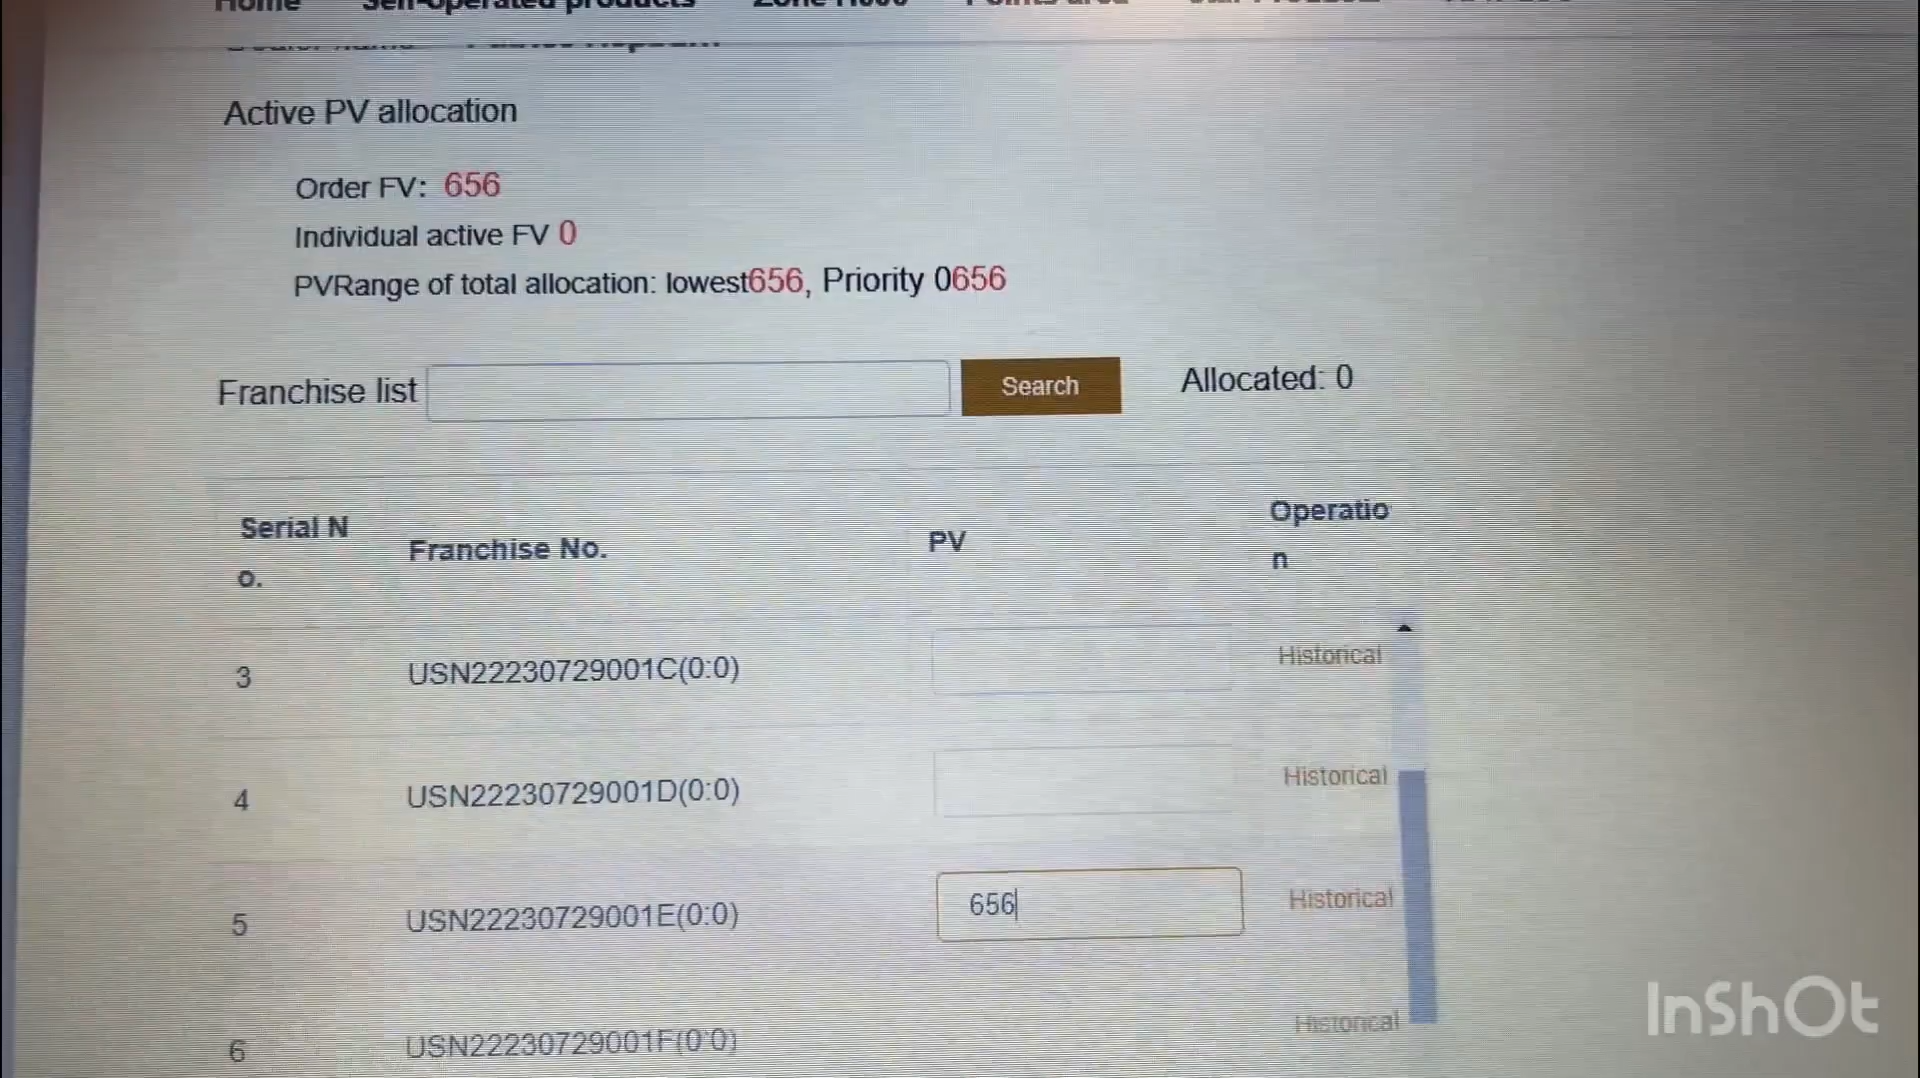 Home
Active PV allocation
Order FV: 656
Individual active FV 0
PVRange of total allocation: lowest656, Priority 0656
Franchise list Search Allocated: 0
Serial N
o. Franchise No. PV Operatio
n
3 USN22230729001C(0:0) Historical
4 USN22230729001D(0:0) Historical
5 USN22230729001E(0:0) 656 Historical
6 USN22230729001F(0:0) Historical
InShOt